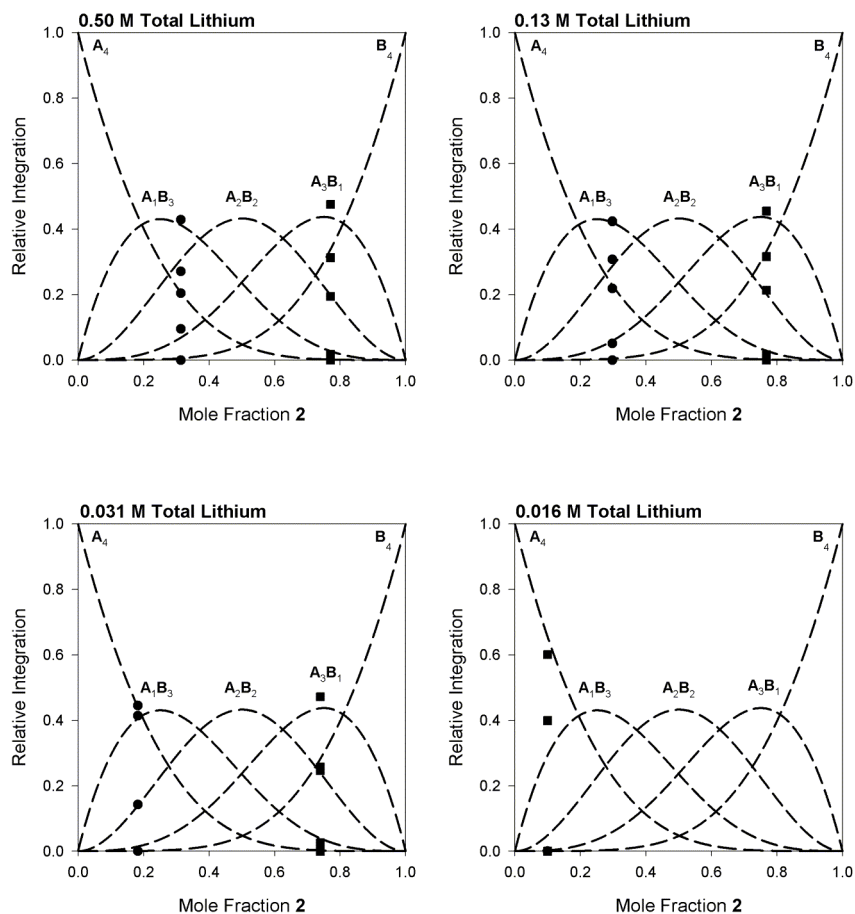 0.50 M Total Lithium
1.0
A₄
B₄
0.8
0.6
A₁B₃
A₂B₂
A₃B₁
0.4
0.2
0.0
0.0 0.2 0.4 0.6 0.8 1.0
Relative Integration
Mole Fraction 2
0.13 M Total Lithium
1.0
A₄
B₄
0.8
0.6
A₁B₃
A₂B₂
A₃B₁
0.4
0.2
0.0
0.0 0.2 0.4 0.6 0.8 1.0
Relative Integration
Mole Fraction 2
0.031 M Total Lithium
1.0
A₄
B₄
0.8
0.6
A₁B₃
A₂B₂
A₃B₁
0.4
0.2
0.0
0.0 0.2 0.4 0.6 0.8 1.0
Relative Integration
Mole Fraction 2
0.016 M Total Lithium
1.0
A₄
B₄
0.8
0.6
A₁B₃
A₂B₂
A₃B₁
0.4
0.2
0.0
0.0 0.2 0.4 0.6 0.8 1.0
Relative Integration
Mole Fraction 2